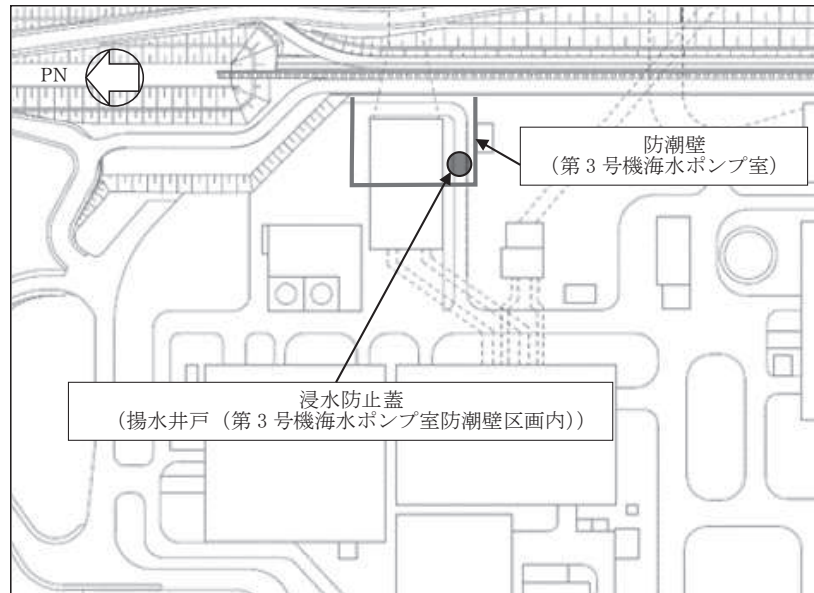 PN
防潮壁
（第３号機海水ポンプ室）
浸水防止蓋
（揚水井戸（第３号機海水ポンプ室防潮壁区画内））